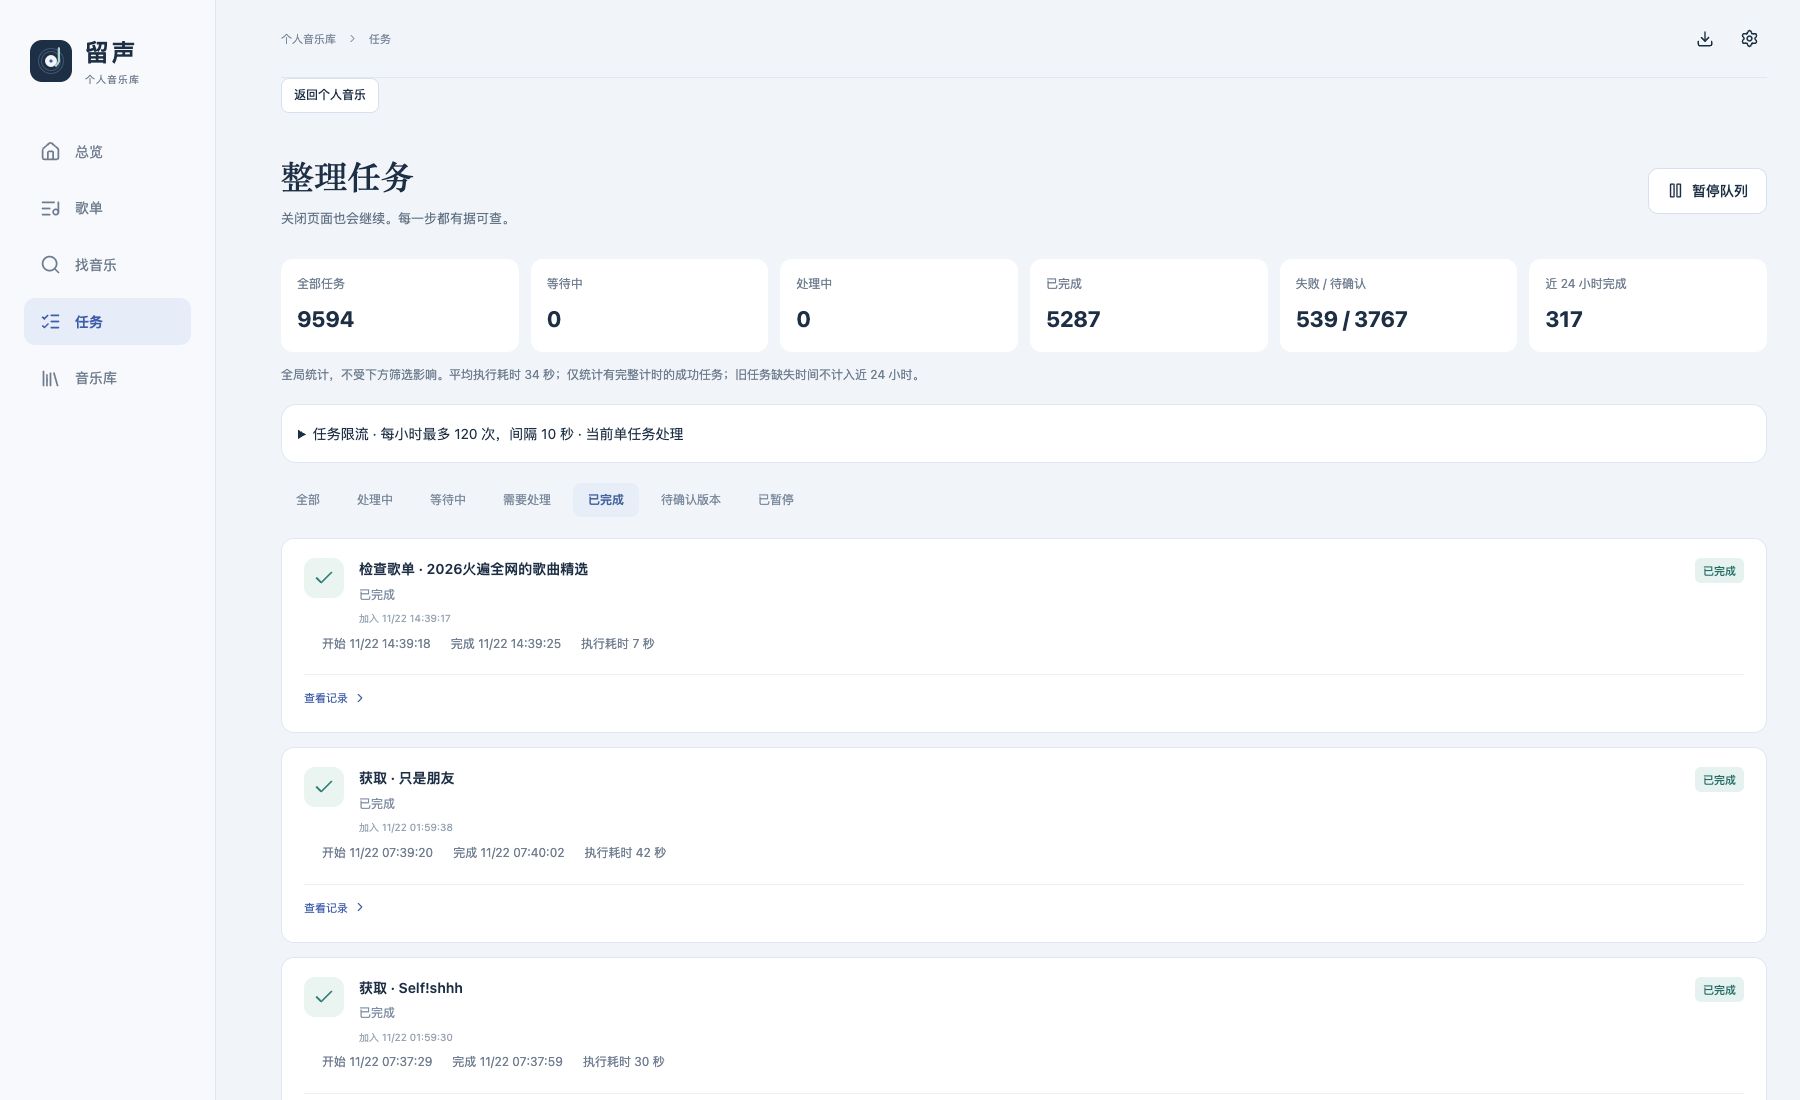 留声
个人音乐库
总览
歌单
找音乐
任务
音乐库
个人音乐库 > 任务
返回个人音乐
整理任务
关闭页面也会继续。每一步都有据可查。
暂停队列
全部任务
9594
等待中
0
处理中
0
已完成
5287
失败 / 待确认
539 / 3767
近 24 小时完成
317
全局统计，不受下方筛选影响。平均执行耗时 34 秒；仅统计有完整计时的成功任务；旧任务缺失时间不计入近 24 小时。
任务限流 · 每小时最多 120 次，间隔 10 秒 · 当前单任务处理
全部 处理中 等待中 需要处理 已完成 待确认版本 已暂停
检查歌单 · 2026火遍全网的歌曲精选
已完成
已完成
加入 11/22 14:39:17
开始 11/22 14:39:18 完成 11/22 14:39:25 执行耗时 7 秒
查看记录
获取 · 只是朋友
已完成
已完成
加入 11/22 01:59:38
开始 11/22 07:39:20 完成 11/22 07:40:02 执行耗时 42 秒
查看记录
获取 · Self!shhh
已完成
已完成
加入 11/22 01:59:30
开始 11/22 07:37:29 完成 11/22 07:37:59 执行耗时 30 秒